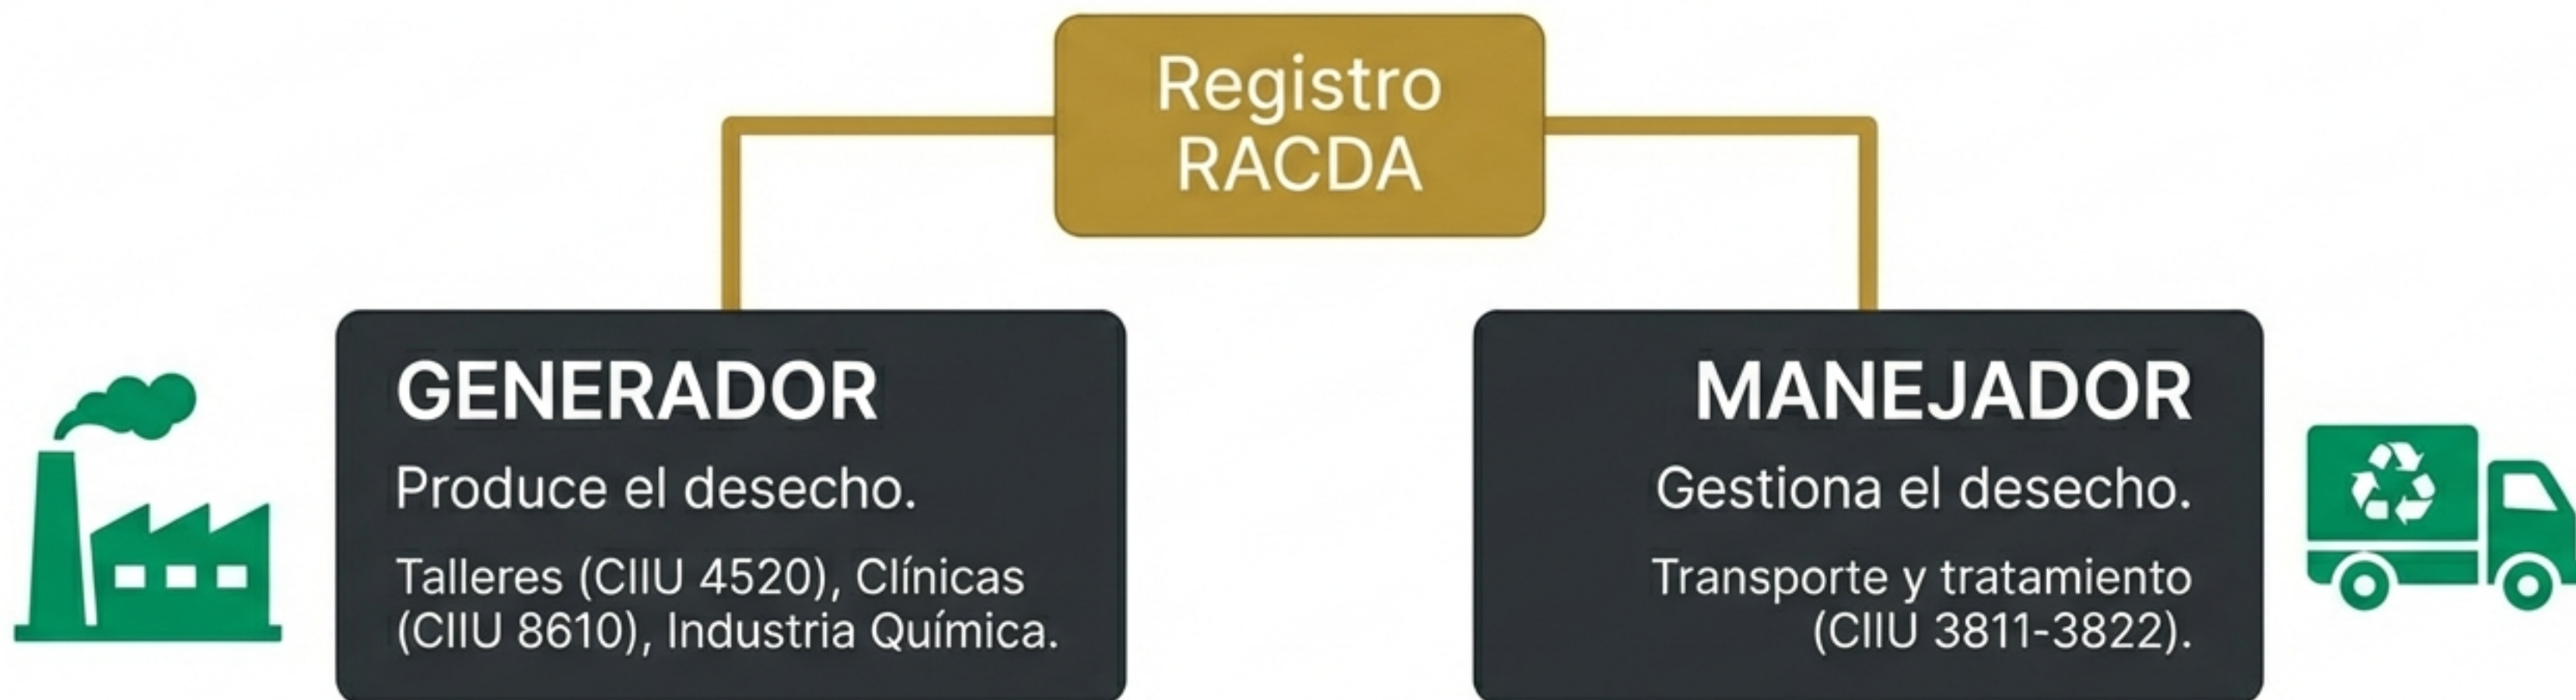 Registro
RACDA
GENERADOR
Produce el desecho.
Talleres (CIIU 4520), Clínicas
(CIIU 8610), Industria Química.
MANEJADOR
Gestiona el desecho.
Transporte y tratamiento
(CIIU 3811-3822).